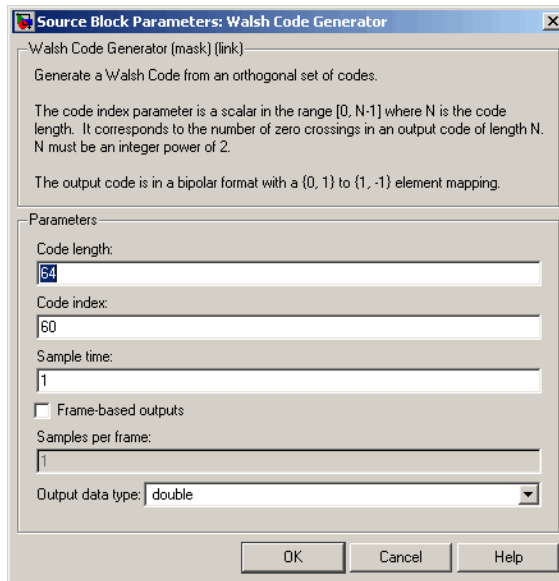 Source Block Parameters: Walsh Code Generator
Walsh Code Generator (mask) (link)
Generate a Walsh Code from an orthogonal set of codes.
The code index parameter is a scalar in the range [0, N-1] where N is the code
length. It corresponds to the number of zero crossings in an output code of length N.
N must be an integer power of 2.
The output code is in a bipolar format with a {0, 1} to {1, -1} element mapping.
Parameters
Code length:
64
Code index:
60
Sample time:
1
Frame-based outputs
Samples per frame:
1
Output data type: double
OK Cancel Help